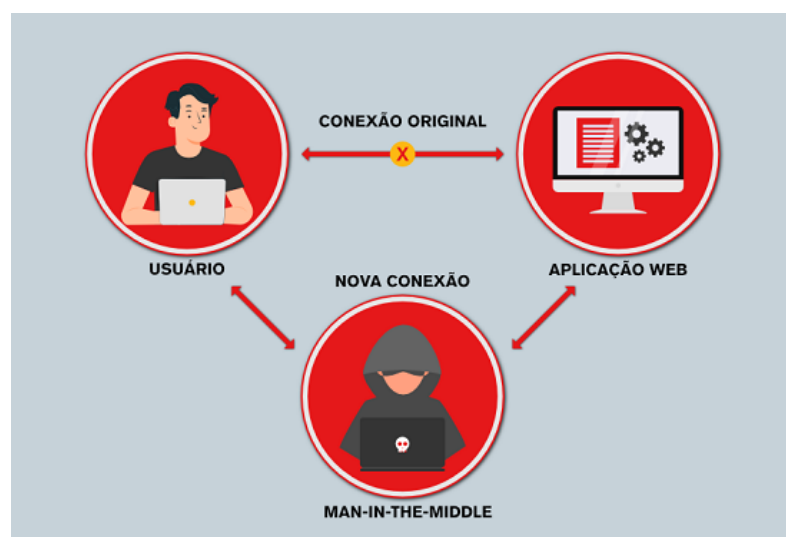 CONEXÃO ORIGINAL
X
USUÁRIO
APLICAÇÃO WEB
NOVA CONEXÃO
MAN-IN-THE-MIDDLE